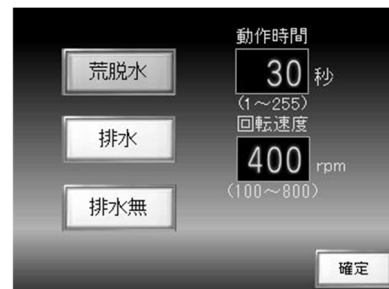 荒脱水
排水
排水無
動作時間
30 秒
(1～255)
回転速度
400 rpm
(100～800)
確定